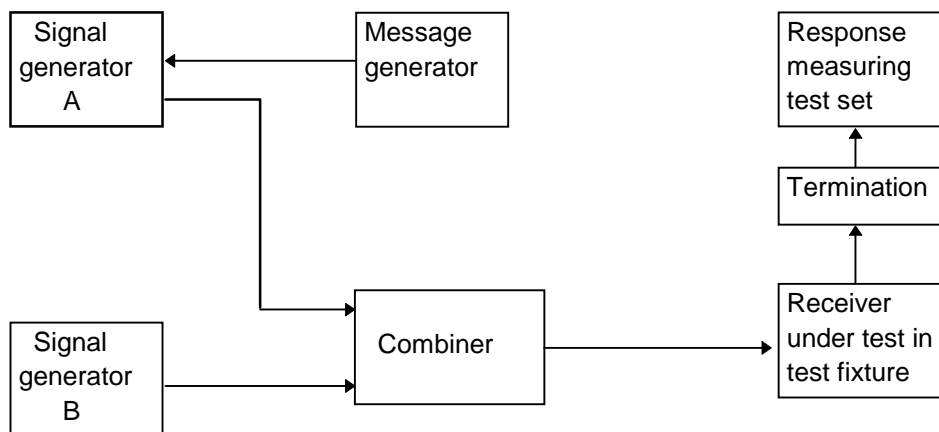 Signal
generator
A
Message
generator
Response
measuring
test set
Termination
Receiver
under test in
test fixture
Combiner
Signal
generator
B